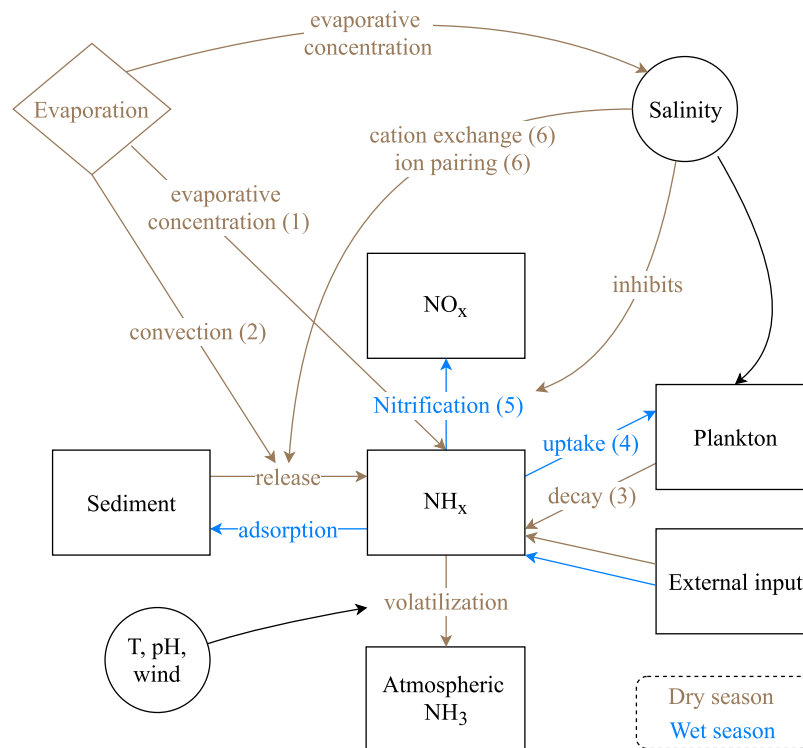 evaporative
concentration
Evaporation
Salinity
cation exchange (6)
ion pairing (6)
evaporative
concentration (1)
inhibits
NOₓ
convection (2)
Nitrification (5)
uptake (4)
Plankton
release
decay (3)
Sediment
NHₓ
adsorption
External input
volatilization
T, pH,
wind
Atmospheric
NH₃
Dry season
Wet season